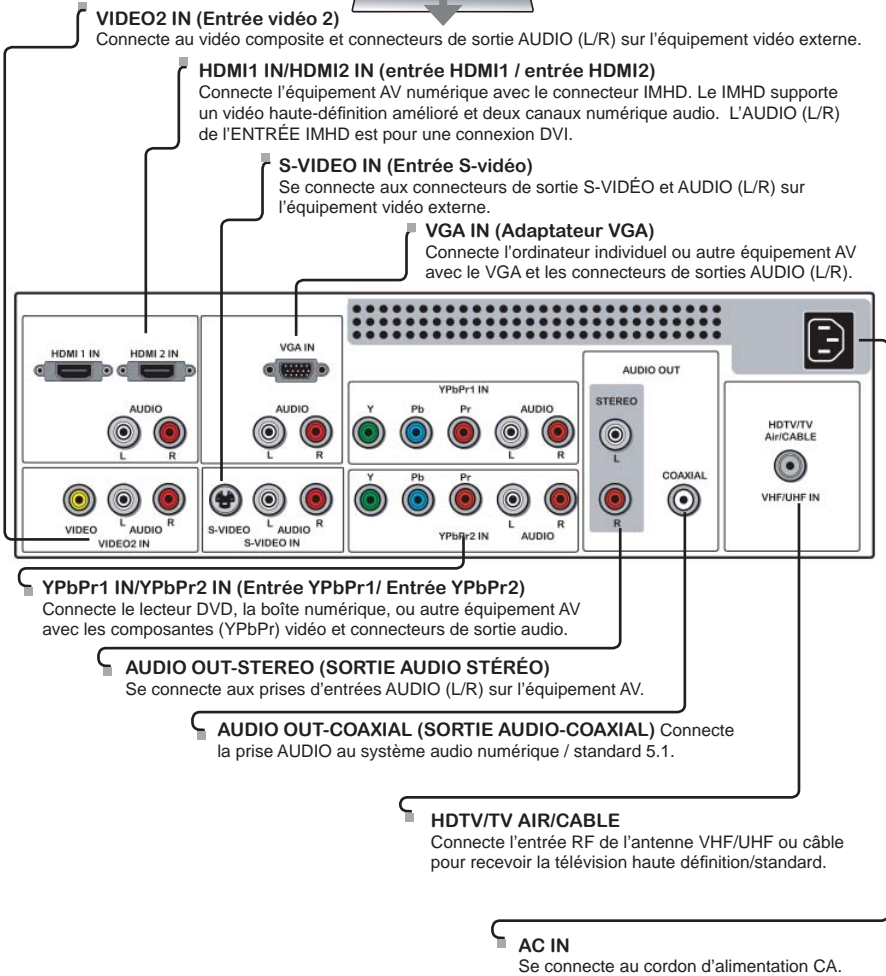 VIDEO2 IN (Entrée vidéo 2)
Connecte au vidéo composite et connecteurs de sortie AUDIO (L/R) sur l'équipement vidéo externe.
HDMI1 IN/HDMI2 IN (entrée HDMI1 / entrée HDMI2)
Connecte l'équipement AV numérique avec le connecteur IMHD. Le IMHD supporte
un vidéo haute-définition amélioré et deux canaux numérique audio. L'AUDIO (L/R)
de l'ENTRÉE IMHD est pour une connexion DVI.
S-VIDEO IN (Entrée S-vidéo)
Se connecte aux connecteurs de sortie S-VIDÉO et AUDIO (L/R) sur
l'équipement vidéo externe.
VGA IN (Adaptateur VGA)
Connecte l'ordinateur individuel ou autre équipement AV
avec le VGA et les connecteurs de sorties AUDIO (L/R).
HDMI 1 IN
HDMI 2 IN
AUDIO
L
R
VGA IN
AUDIO
L
R
YPbPr1 IN
Y
Pb
Pr
AUDIO
L
R
AUDIO OUT
STEREO
L
R
COAXIAL
HDTV/TV
Air/CABLE
VHF/UHF IN
VIDEO
L
AUDIO
R
VIDEO2 IN
S-VIDEO
L
AUDIO
R
S-VIDEO IN
Y
Pb
Pr
YPbPr2 IN
L
R
AUDIO
YPbPr1 IN/YPbPr2 IN (Entrée YPbPr1/ Entrée YPbPr2)
Connecte le lecteur DVD, la boîte numérique, ou autre équipement AV
avec les composantes (YPbPr) vidéo et connecteurs de sortie audio.
AUDIO OUT-STEREO (SORTIE AUDIO STÉRÉO)
Se connecte aux prises d'entrées AUDIO (L/R) sur l'équipement AV.
AUDIO OUT-COAXIAL (SORTIE AUDIO-COAXIAL) Connecte
la prise AUDIO au système audio numérique / standard 5.1.
HDTV/TV AIR/CABLE
Connecte l'entrée RF de l'antenne VHF/UHF ou câble
pour recevoir la télévision haute définition/standard.
AC IN
Se connecte au cordon d'alimentation CA.